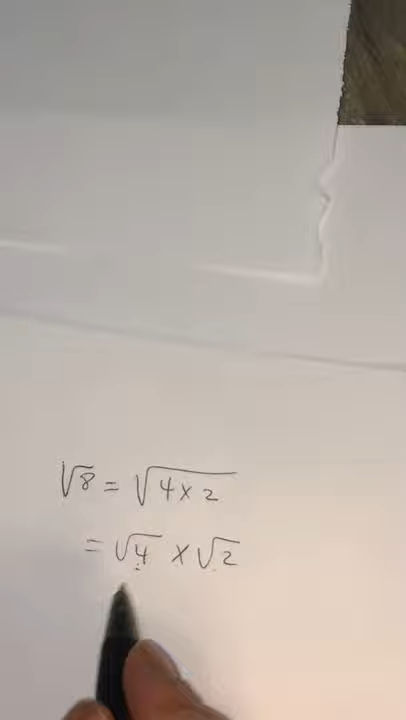 √8 = √4 × 2
= √4 × √2